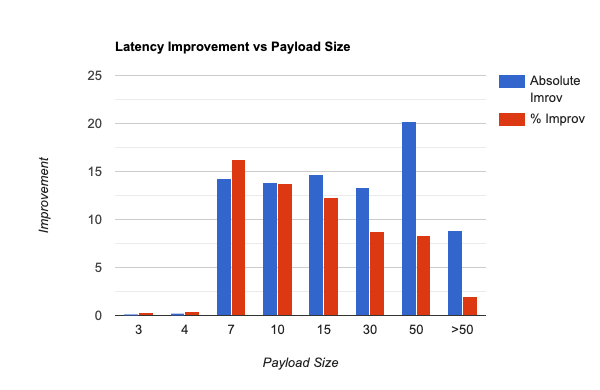 Latency Improvement vs Payload Size
25
20
15
10
5
0
Improvement
3 4 7 10 15 30 50 >50
Payload Size
Absolute
Imrov
% Improv